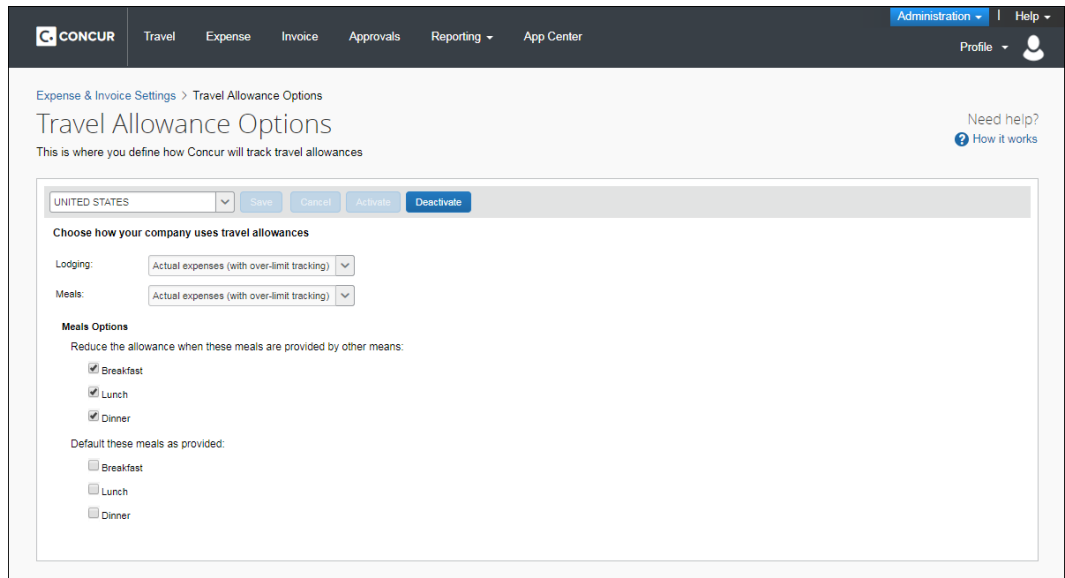 Administration | Help
C. CONCUR Travel Expense Invoice Approvals Reporting App Center
Profile
Expense & Invoice Settings > Travel Allowance Options
Travel Allowance Options
Need help?
? How it works
This is where you define how Concur will track travel allowances
UNITED STATES Save Cancel Activate Deactivate
Choose how your company uses travel allowances
Lodging: Actual expenses (with over-limit tracking)
Meals: Actual expenses (with over-limit tracking)
Meals Options
Reduce the allowance when these meals are provided by other means:
Breakfast
Lunch
Dinner
Default these meals as provided:
Breakfast
Lunch
Dinner